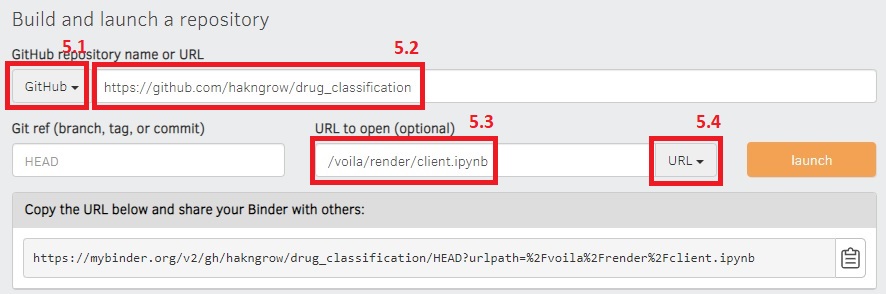 Build and launch a repository
5.1
5.2
GitHub repository name or URL
GitHub
https://github.com/hakngrow/drug_classification
Git ref (branch, tag, or commit)
URL to open (optional)
5.3
5.4
HEAD
/voila/render/client.ipynb
URL
launch
Copy the URL below and share your Binder with others:
https://mybinder.org/v2/gh/hakngrow/drug_classification/HEAD?urlpath=%2Fvoila%2Frender%2Fclient.ipynb